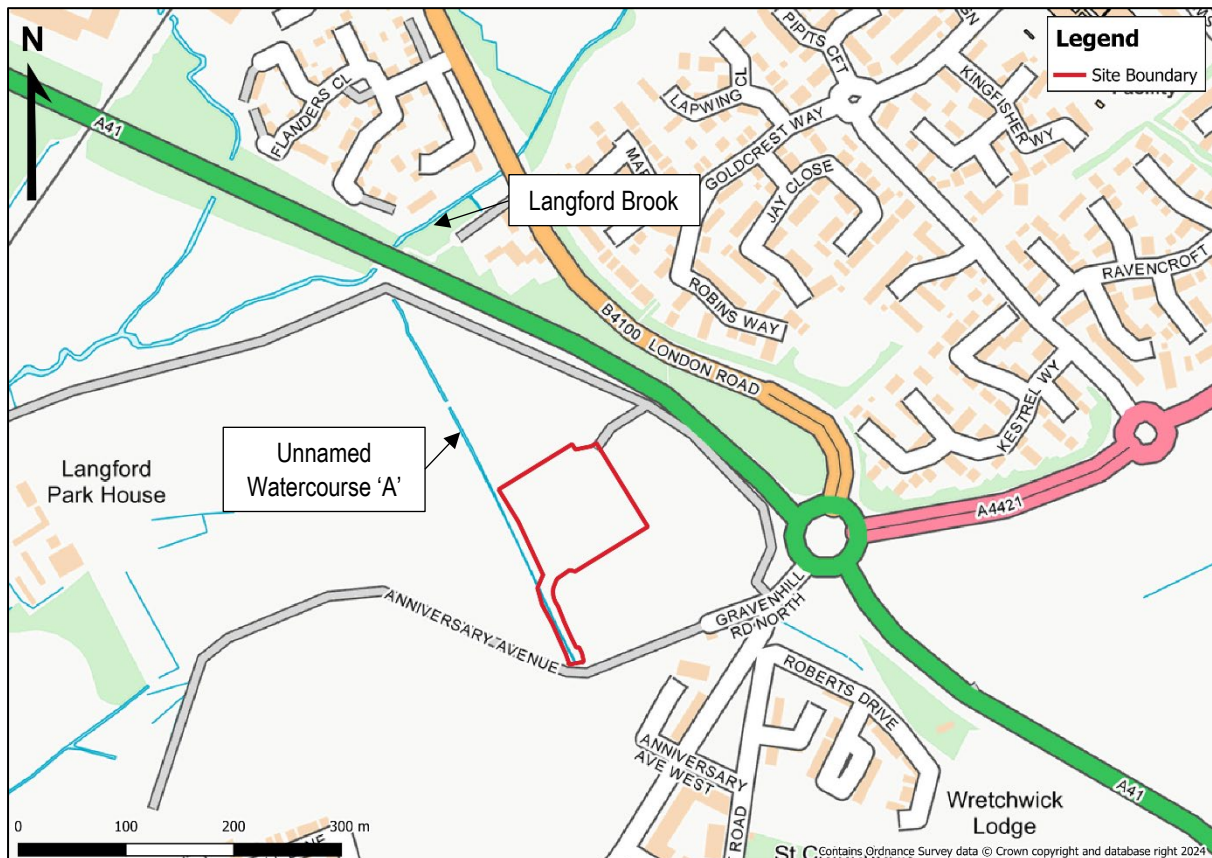 N
Legend
Site Boundary
A41
FLANDERS CL
PIPITS CFT
LAPWING CL
KINGFISHER WY
GOLDCREST WAY
JAY CLOSE
Langford Brook
RAVENCROFT
ROBINS WAY
B4100 LONDON ROAD
KESTREL WY
Unnamed
Watercourse ‘A’
Langford
Park House
A4421
ANNIVERSARY AVENUE
GRAVENHILL
RD NORTH
ROBERTS DRIVE
ANNIVERSARY
AVE WEST
ROAD
A41
Wretchwick
Lodge
0 100 200 300 m
Contains Ordnance Survey data © Crown copyright and database right 2024